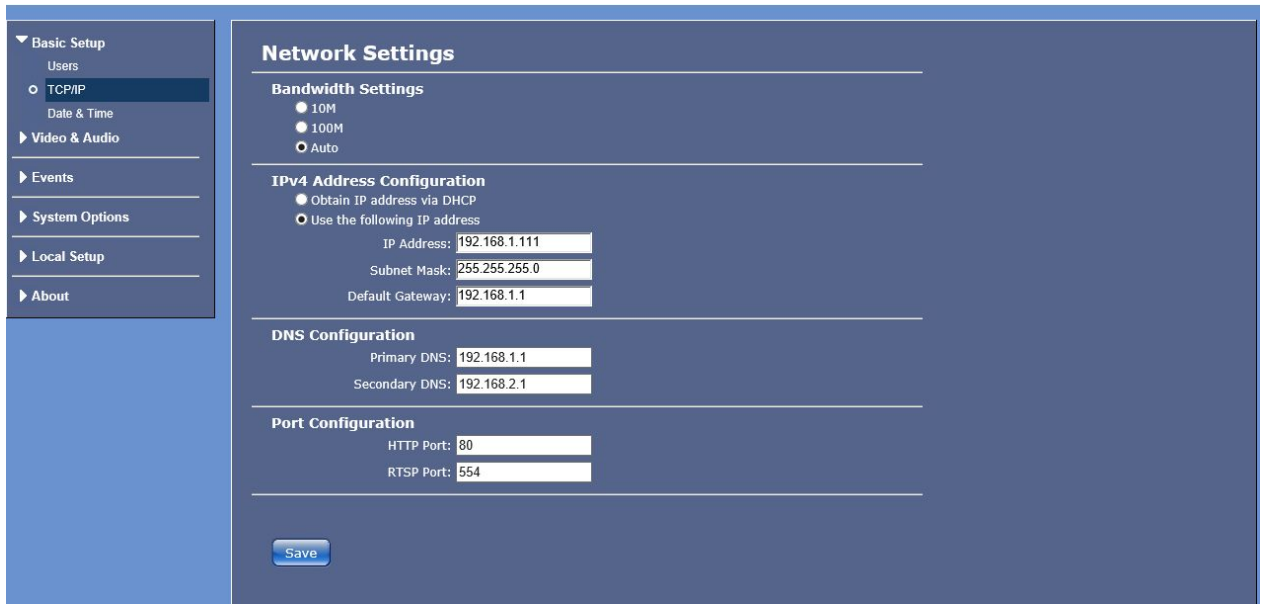 Basic Setup
Users
TCP/IP
Date & Time
Video & Audio
Events
System Options
Local Setup
About
Network Settings
Bandwidth Settings
10M
100M
Auto
IPv4 Address Configuration
Obtain IP address via DHCP
Use the following IP address
IP Address: 192.168.1.111
Subnet Mask: 255.255.255.0
Default Gateway: 192.168.1.1
DNS Configuration
Primary DNS: 192.168.1.1
Secondary DNS: 192.168.2.1
Port Configuration
HTTP Port: 80
RTSP Port: 554
Save